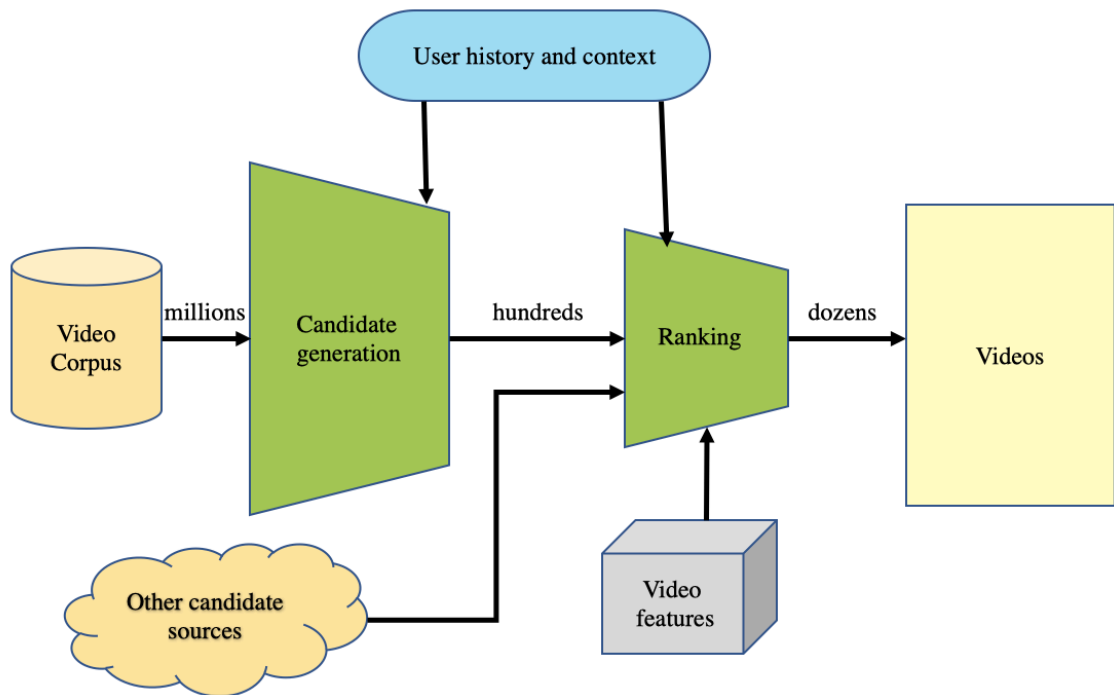 User history and context
millions
hundreds
dozens
Video
Corpus
Candidate
generation
Ranking
Videos
Other candidate
sources
Video
features